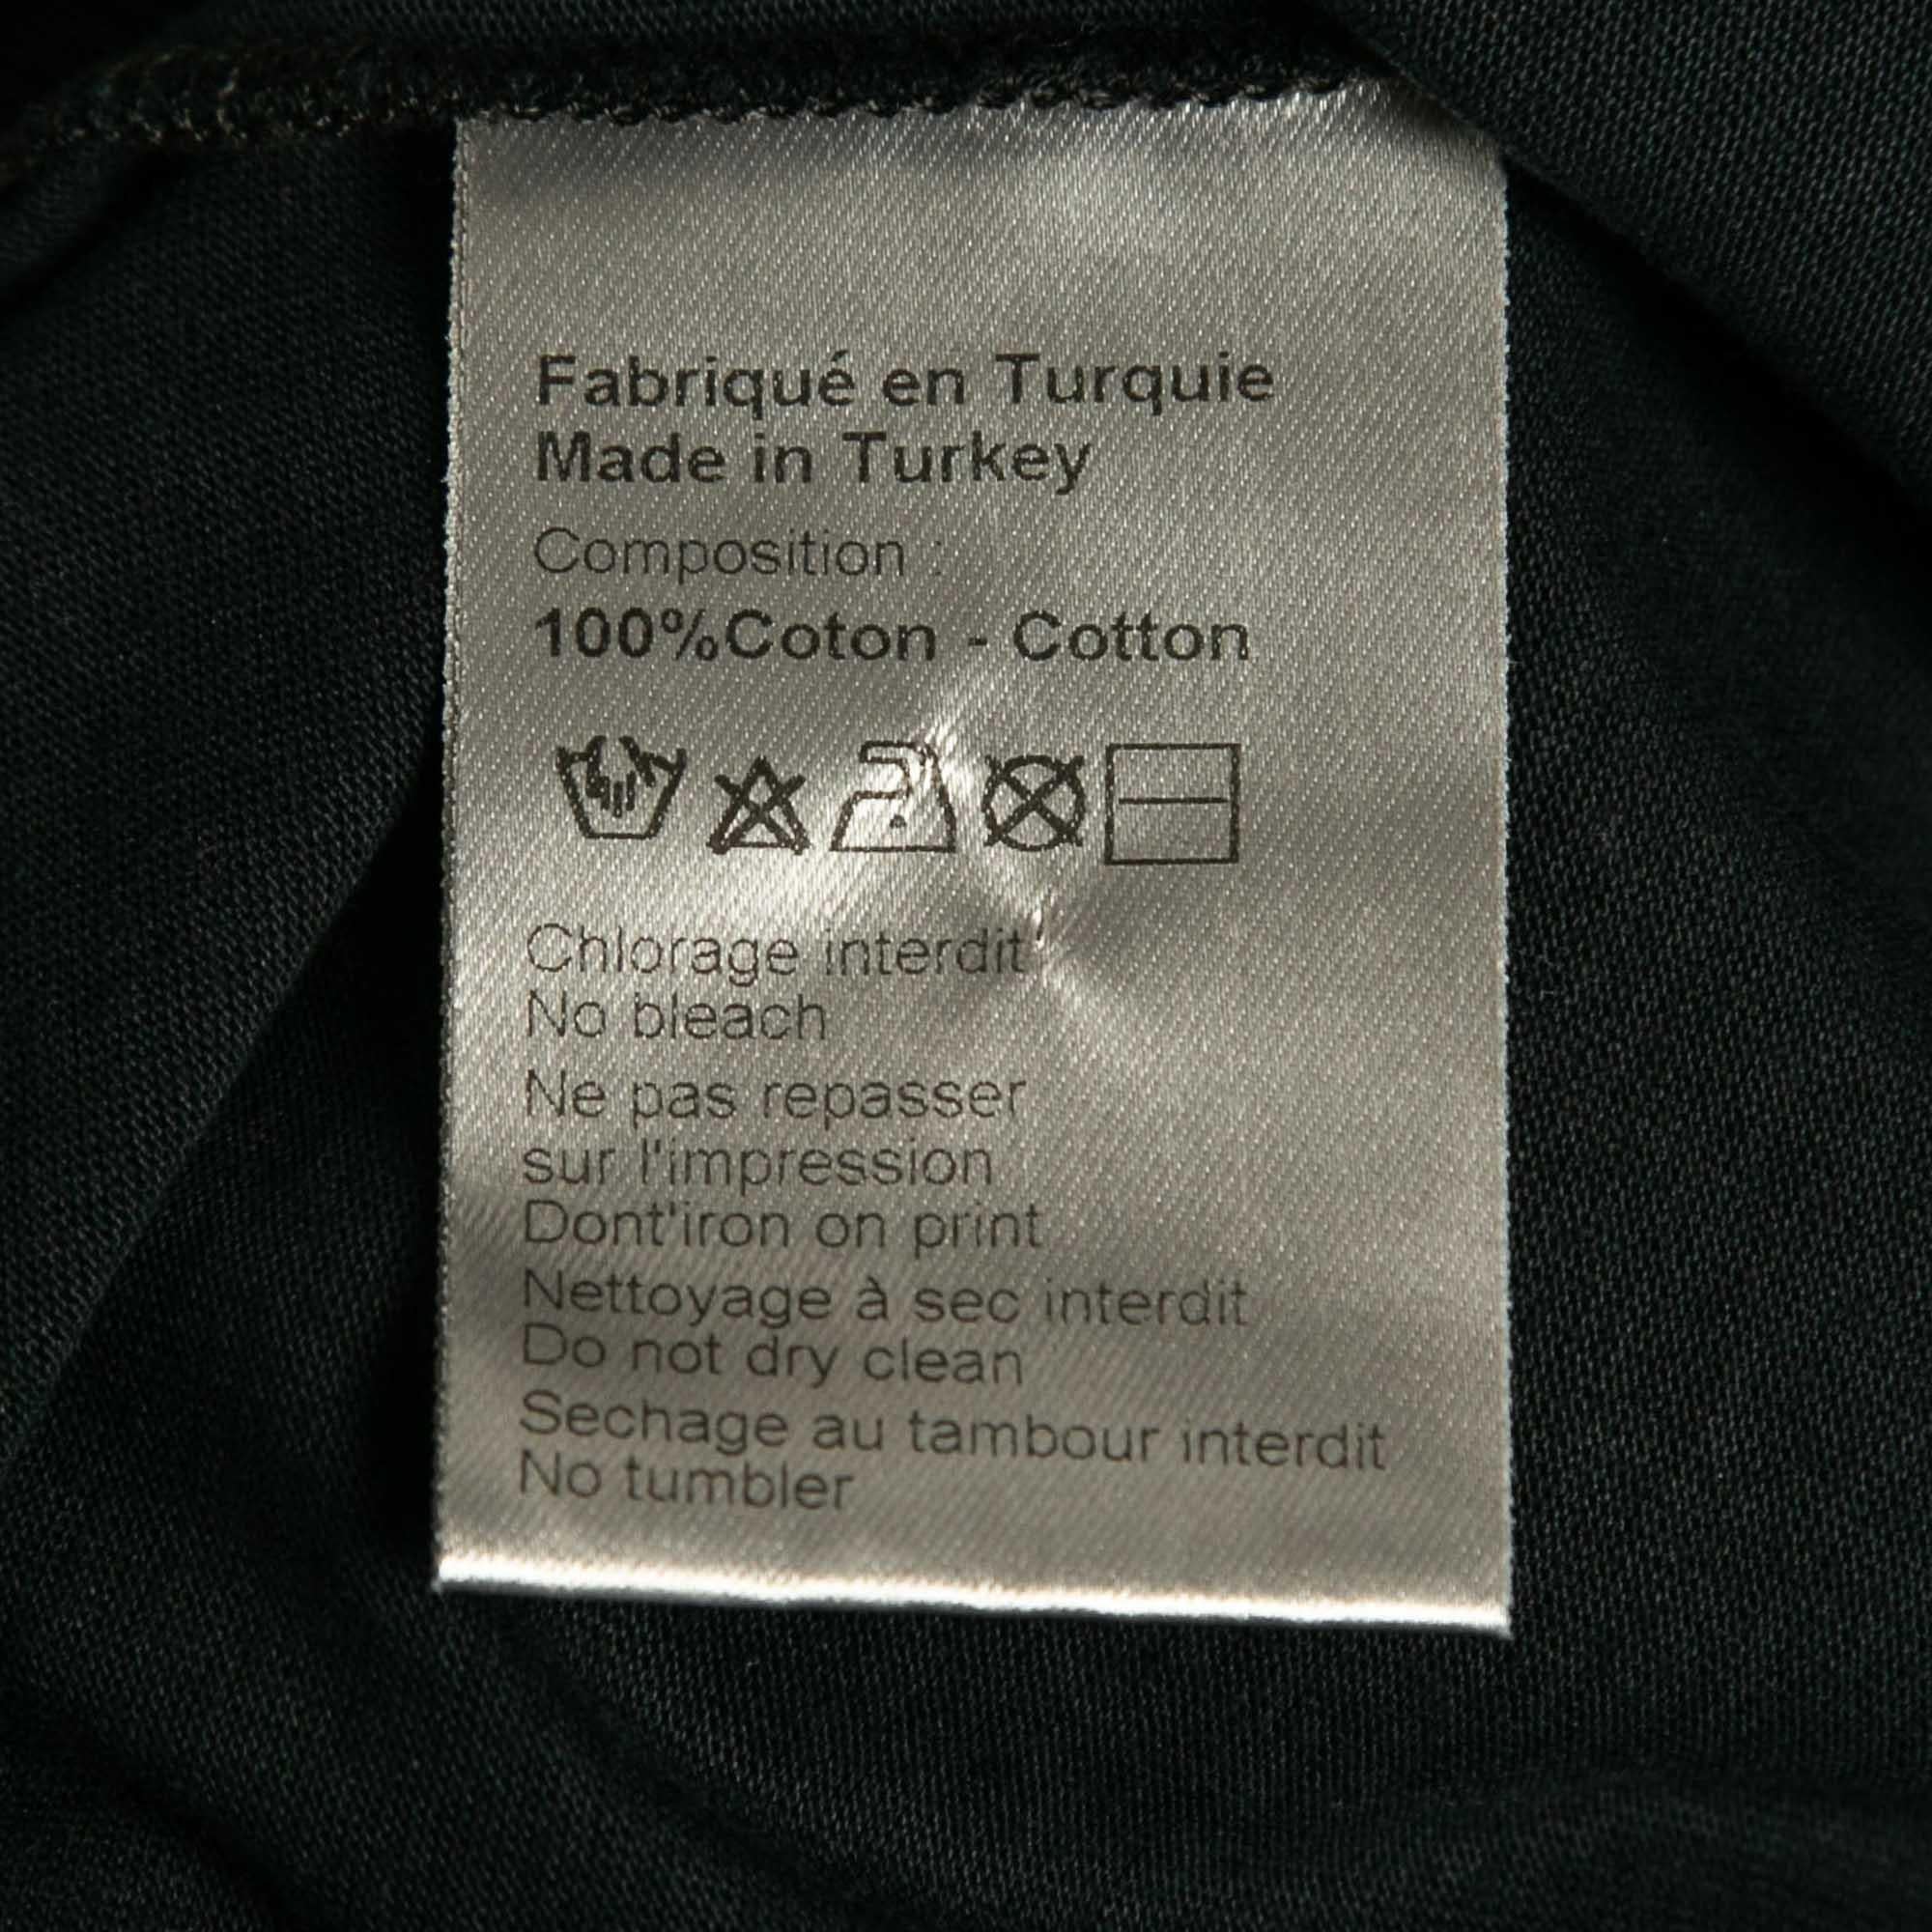 Fabriqué en Turquie
Made in Turkey
Composition :
100%Coton - Cotton
Chlorage interdit
No bleach
Ne pas repasser
sur l'impression
Dont'iron on print
Nettoyage à sec interdit
Do not dry clean
Sechage au tambour interdit
No tumbler